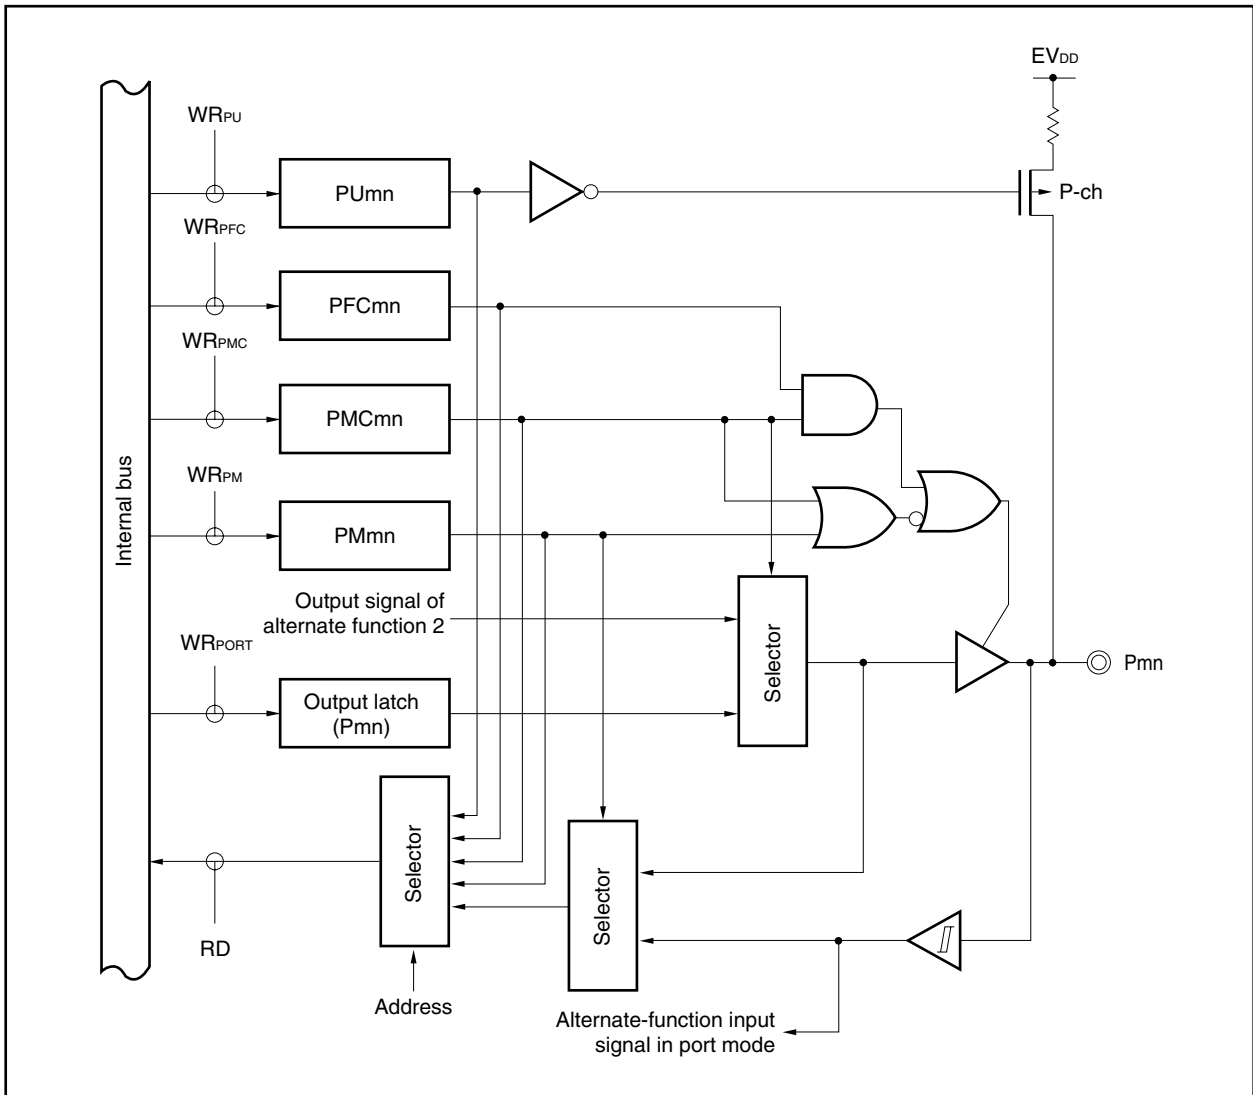 EVDD
WRPU
PUmn
P-ch
WRPFC
PFCmn
WRPMC
PMCmn
Internal bus
WRPM
PMmn
Output signal of
alternate function 2
Selector
WRPORT
Pmn
Output latch
(Pmn)
Selector
Selector
RD
Address
Alternate-function input
signal in port mode